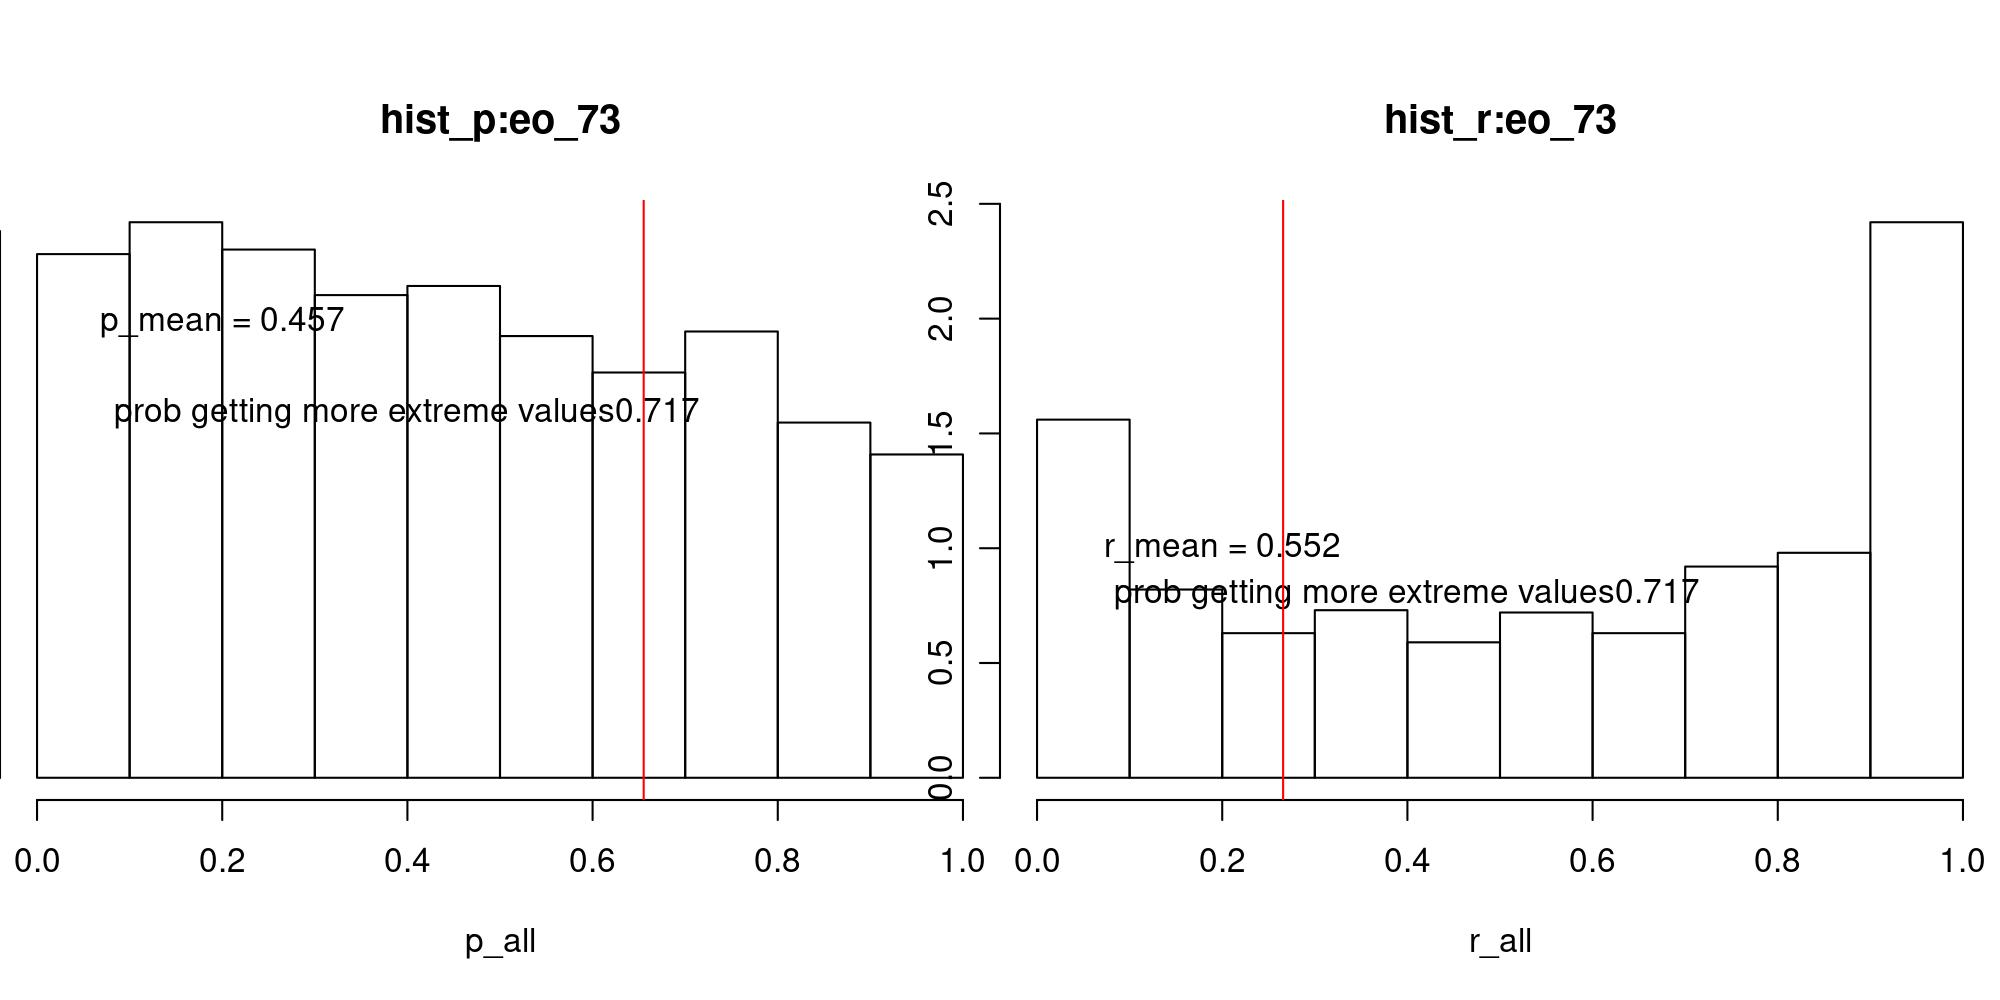 hist_p:eo_73
p_mean = 0.457
prob getting more extreme values0.717
0.0 0.2 0.4 0.6 0.8 1.0
p_all
hist_r:eo_73
2.5
2.0
1.5
1.0
0.5
0.0
r_mean = 0.552
prob getting more extreme values0.717
0.0 0.2 0.4 0.6 0.8 1.0
r_all